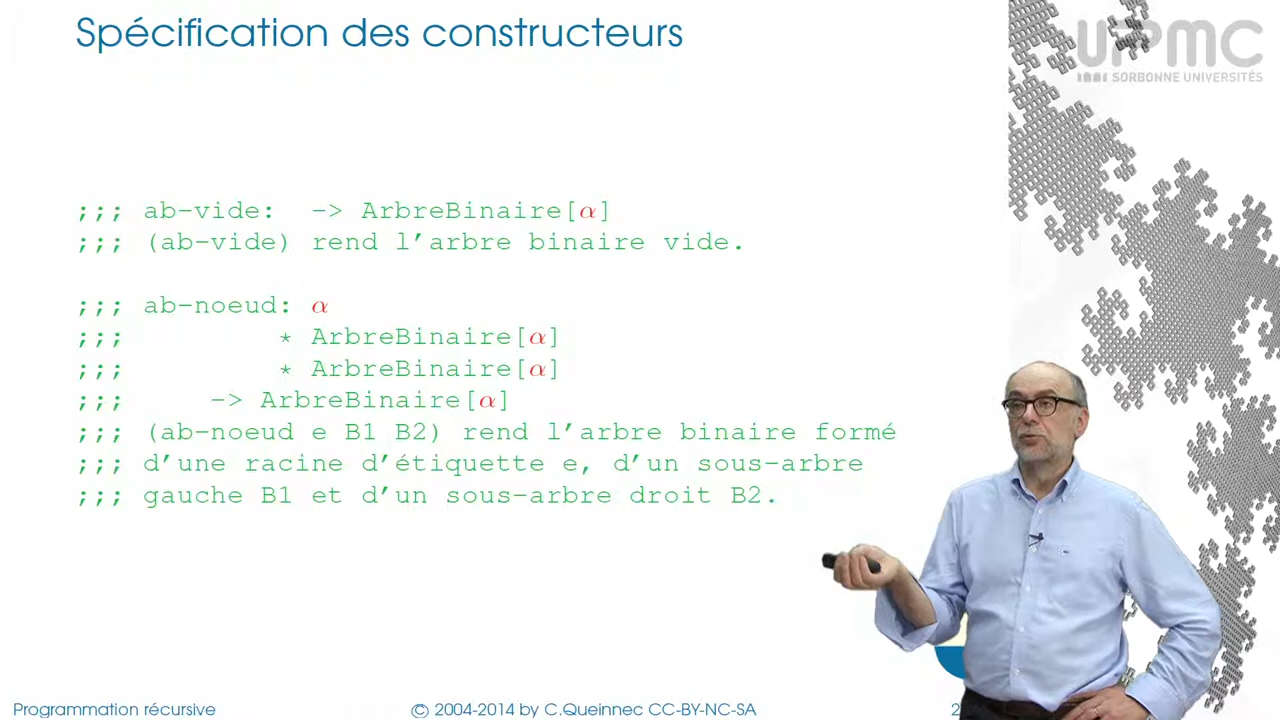 Spécification des constructeurs
UPMC
SORBONNE UNIVERSITÉS
;;; ab-vide:  -> ArbreBinaire[α]
;;; (ab-vide) rend l'arbre binaire vide.
;;; ab-noeud: α
;;;         * ArbreBinaire[α]
;;;         * ArbreBinaire[α]
;;;     -> ArbreBinaire[α]
;;; (ab-noeud e B1 B2) rend l'arbre binaire formé
;;; d'une racine d'étiquette e, d'un sous-arbre
;;; gauche B1 et d'un sous-arbre droit B2.
Programmation récursive
© 2004-2014 by C.Queinnec CC-BY-NC-SA